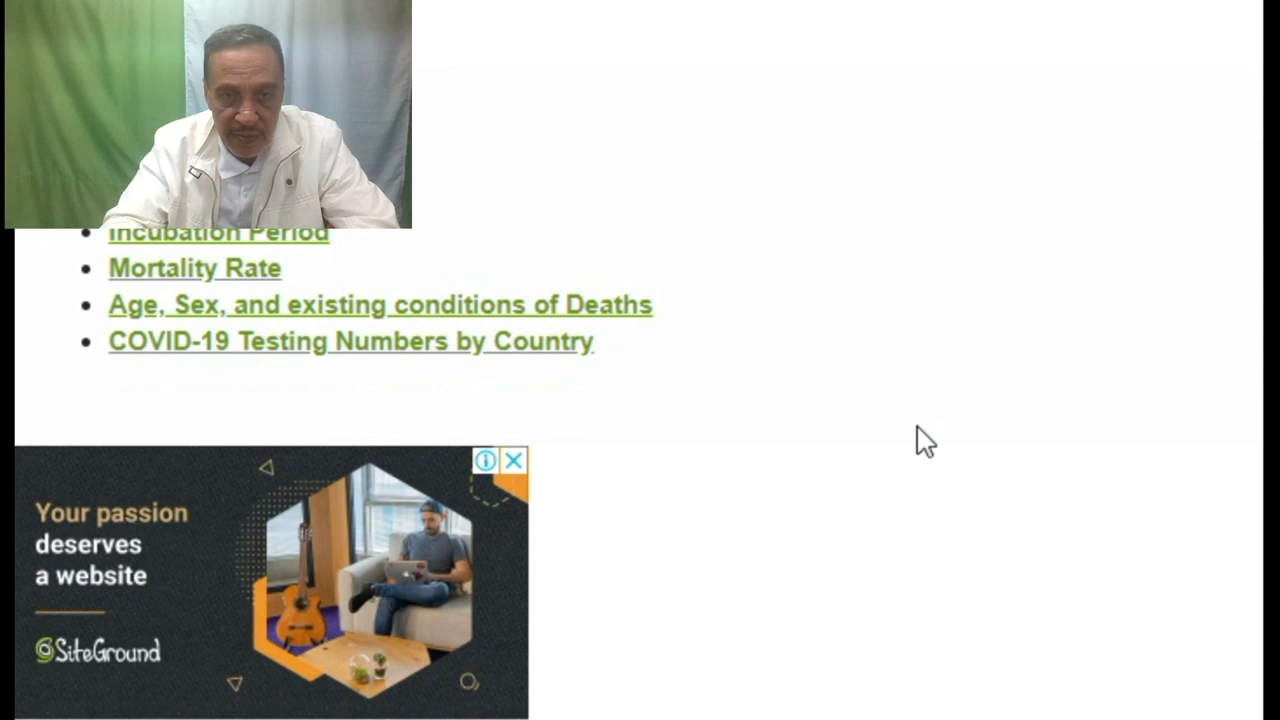 Incubation Period
Mortality Rate
Age, Sex, and existing conditions of Deaths
COVID-19 Testing Numbers by Country
Your passion
deserves
a website
SiteGround